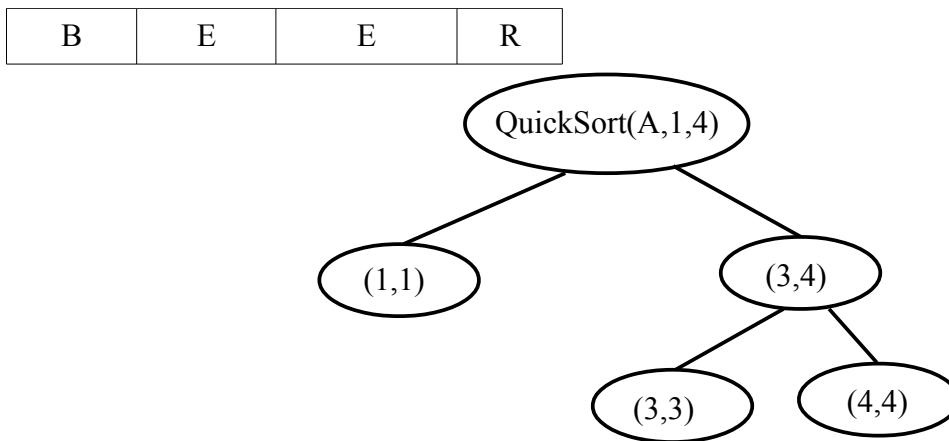 B E E R
QuickSort(A,1,4)
(1,1) (3,4)
(3,3) (4,4)